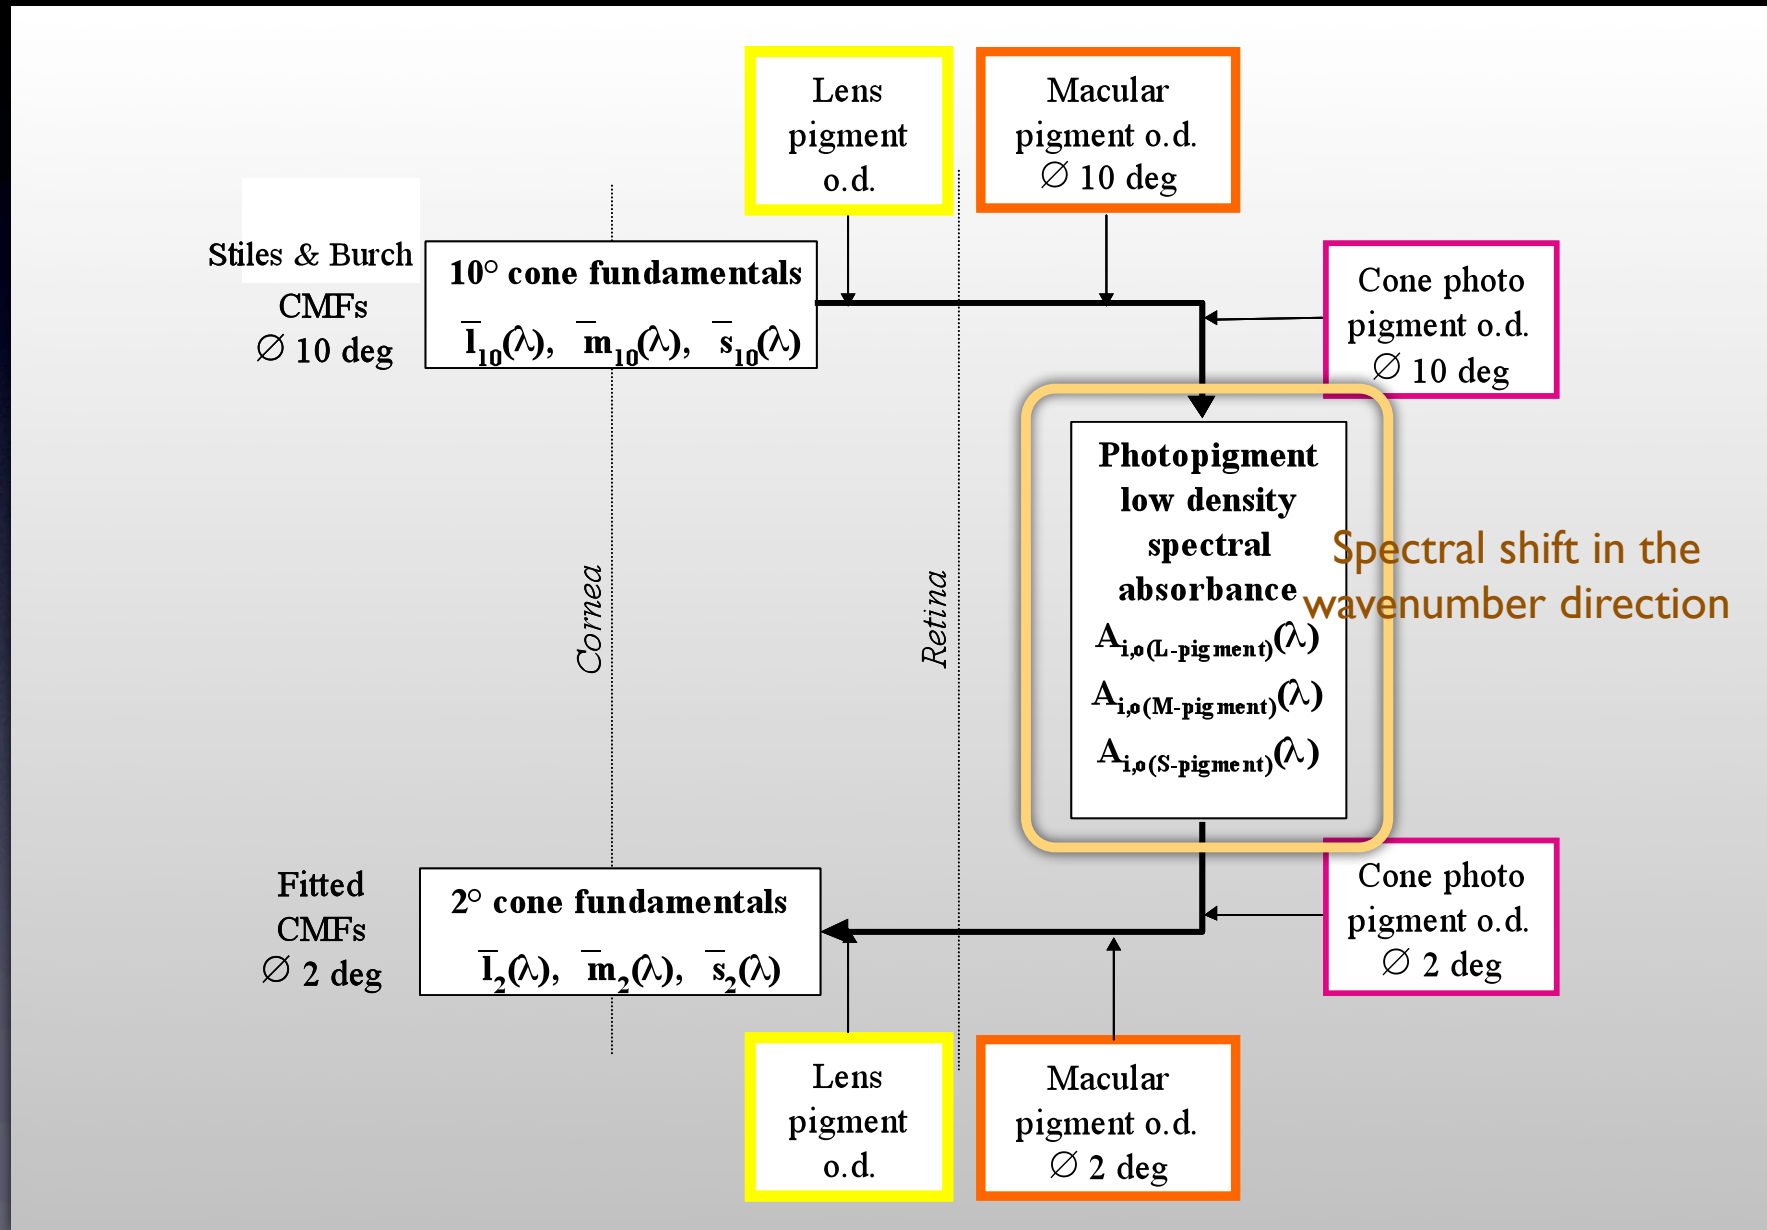 Lens
pigment
o.d.
Macular
pigment o.d.
∅ 10 deg
Stiles & Burch
CMFs
∅ 10 deg
10° cone fundamentals
l̅₁₀(λ), m̅₁₀(λ), s̅₁₀(λ)
Cone photo
pigment o.d.
∅ 10 deg
Cornea
Retina
Photopigment
low density
spectral
absorbance
A_i,o(L-pigment)(λ)
A_i,o(M-pigment)(λ)
A_i,o(S-pigment)(λ)
Spectral shift in the
wavenumber direction
Fitted
CMFs
∅ 2 deg
2° cone fundamentals
l̅₂(λ), m̅₂(λ), s̅₂(λ)
Cone photo
pigment o.d.
∅ 2 deg
Lens
pigment
o.d.
Macular
pigment o.d.
∅ 2 deg